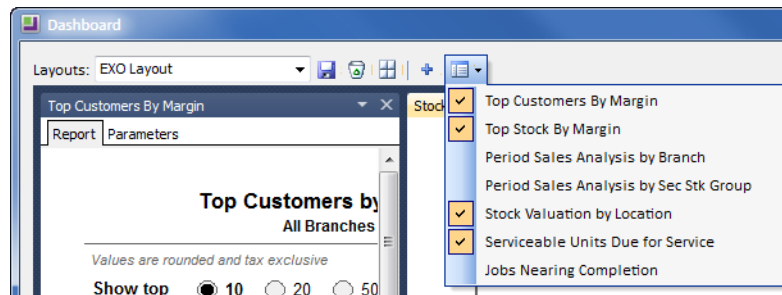 Dashboard
Layouts: EXO Layout
Top Customers By Margin
Report Parameters
Top Customers by
All Branches
Values are rounded and tax exclusive
Show top 10 20 50
Top Customers By Margin
Top Stock By Margin
Period Sales Analysis by Branch
Period Sales Analysis by Sec Stk Group
Stock Valuation by Location
Serviceable Units Due for Service
Jobs Nearing Completion